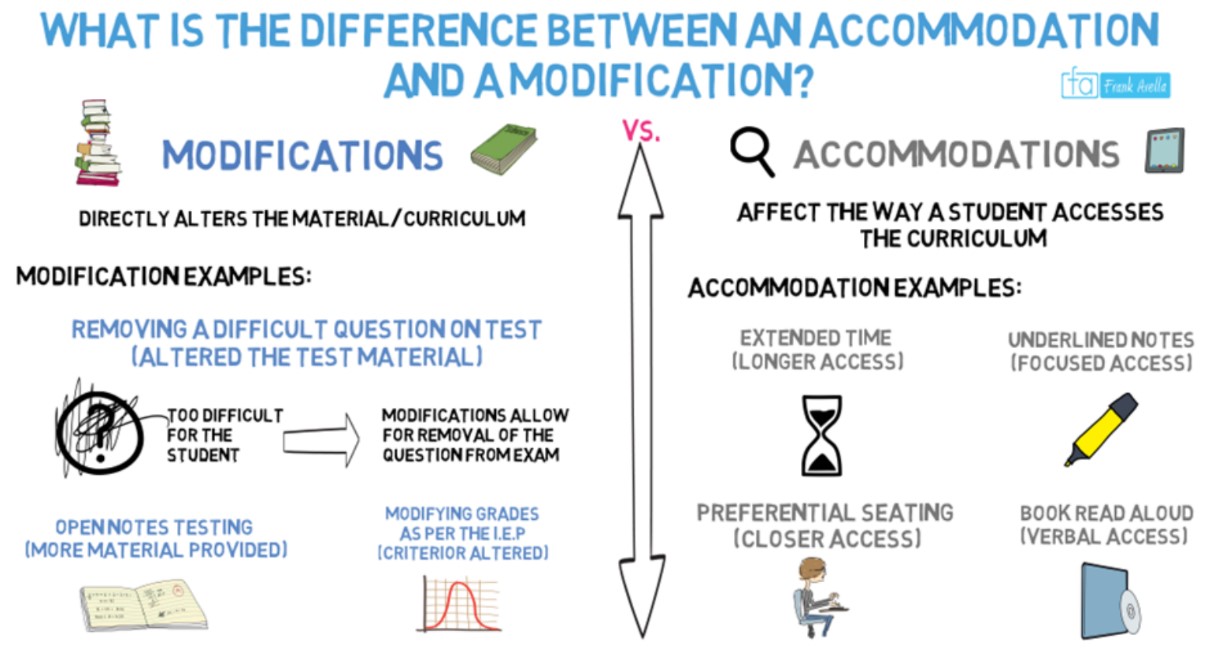 WHAT IS THE DIFFERENCE BETWEEN AN ACCOMMODATION
AND A MODIFICATION?
fa Frank Avella
VS.
MODIFICATIONS
DIRECTLY ALTERS THE MATERIAL/CURRICULUM
MODIFICATION EXAMPLES:
REMOVING A DIFFICULT QUESTION ON TEST
(ALTERED THE TEST MATERIAL)
?
TOO DIFFICULT
FOR THE
STUDENT
MODIFICATIONS ALLOW
FOR REMOVAL OF THE
QUESTION FROM EXAM
OPEN NOTES TESTING
(MORE MATERIAL PROVIDED)
MODIFYING GRADES
AS PER THE I.E.P
(CRITERION ALTERED)
ACCOMMODATIONS
AFFECT THE WAY A STUDENT ACCESSES
THE CURRICULUM
ACCOMMODATION EXAMPLES:
EXTENDED TIME
(LONGER ACCESS)
UNDERLINED NOTES
(FOCUSED ACCESS)
PREFERENTIAL SEATING
(CLOSER ACCESS)
BOOK READ ALOUD
(VERBAL ACCESS)